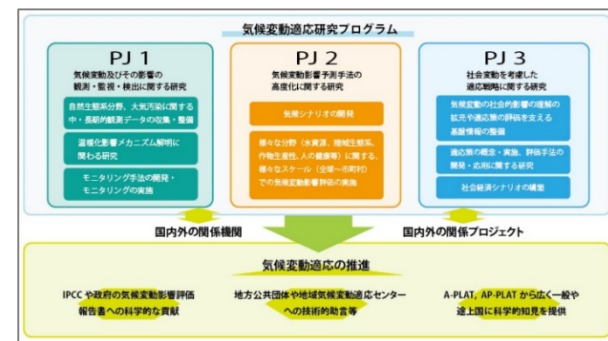 気候変動適応研究プログラム
PJ 1
気候変動及びその影響の
観測・監視・検出に関する研究
自然生態系分野、大気汚染に関する
中・長期的観測データの収集・整備
温暖化影響メカニズム解明に
関わる研究
モニタリング手法の開発・
モニタリングの実施
PJ 2
気候変動影響予測手法の
高度化に関する研究
気候シナリオの開発
様々な分野（水資源、陸域生態系、
作物生産性、人の健康等）に関する、
様々なスケール（全球～市町村）
での気候変動影響評価の実施
PJ 3
社会変動を考慮した
適応戦略に関する研究
気候変動の社会的影響の理解の
拡充や適応策の評価を支える
基盤情報の整備
適応策の概念・実施、評価手法の
開発・応用に関する研究
社会経済シナリオの構築
国内外の関係機関
国内外の関係プロジェクト
気候変動適応の推進
IPCC や政府の気候変動影響評価
報告書への科学的な貢献
地方公共団体や地域気候変動適応センター
への技術的助言等
A-PLAT, AP-PLAT から広く一般や
途上国に科学的知見を提供